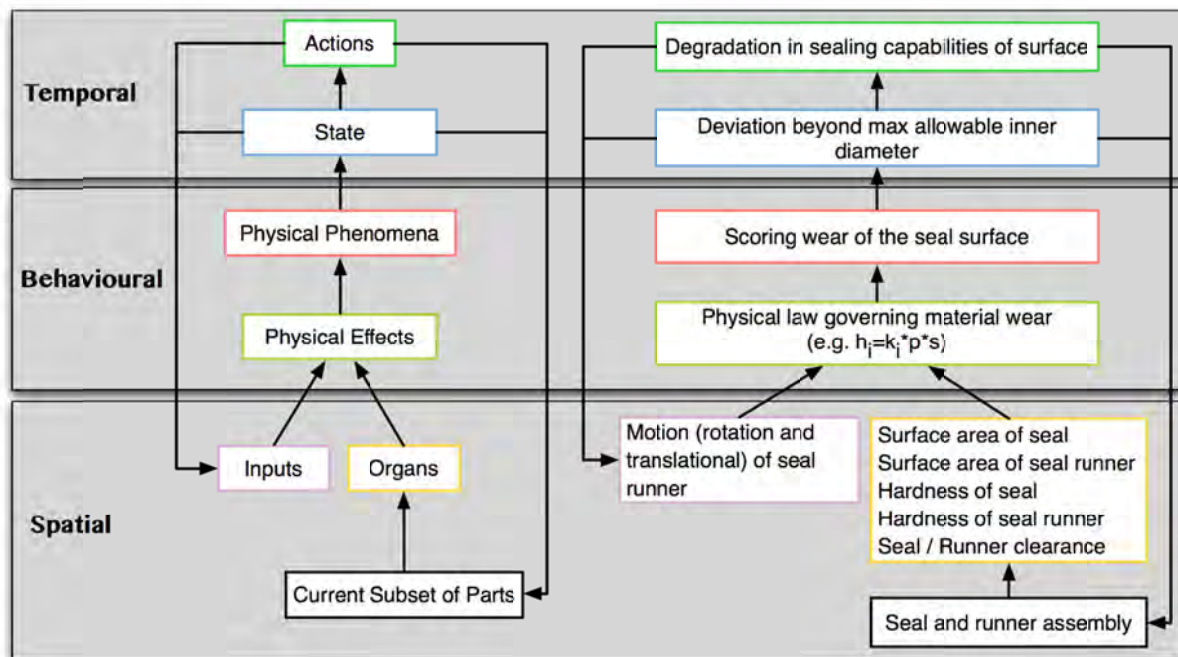 Temporal
Actions
State
Degradation in sealing capabilities of surface
Deviation beyond max allowable inner
diameter
Behavioural
Physical Phenomena
Physical Effects
Scoring wear of the seal surface
Physical law governing material wear
(e.g. hᵢ=kᵢ*p*s)
Spatial
Inputs
Organs
Current Subset of Parts
Motion (rotation and
translational) of seal
runner
Surface area of seal
Surface area of seal runner
Hardness of seal
Hardness of seal runner
Seal / Runner clearance
Seal and runner assembly